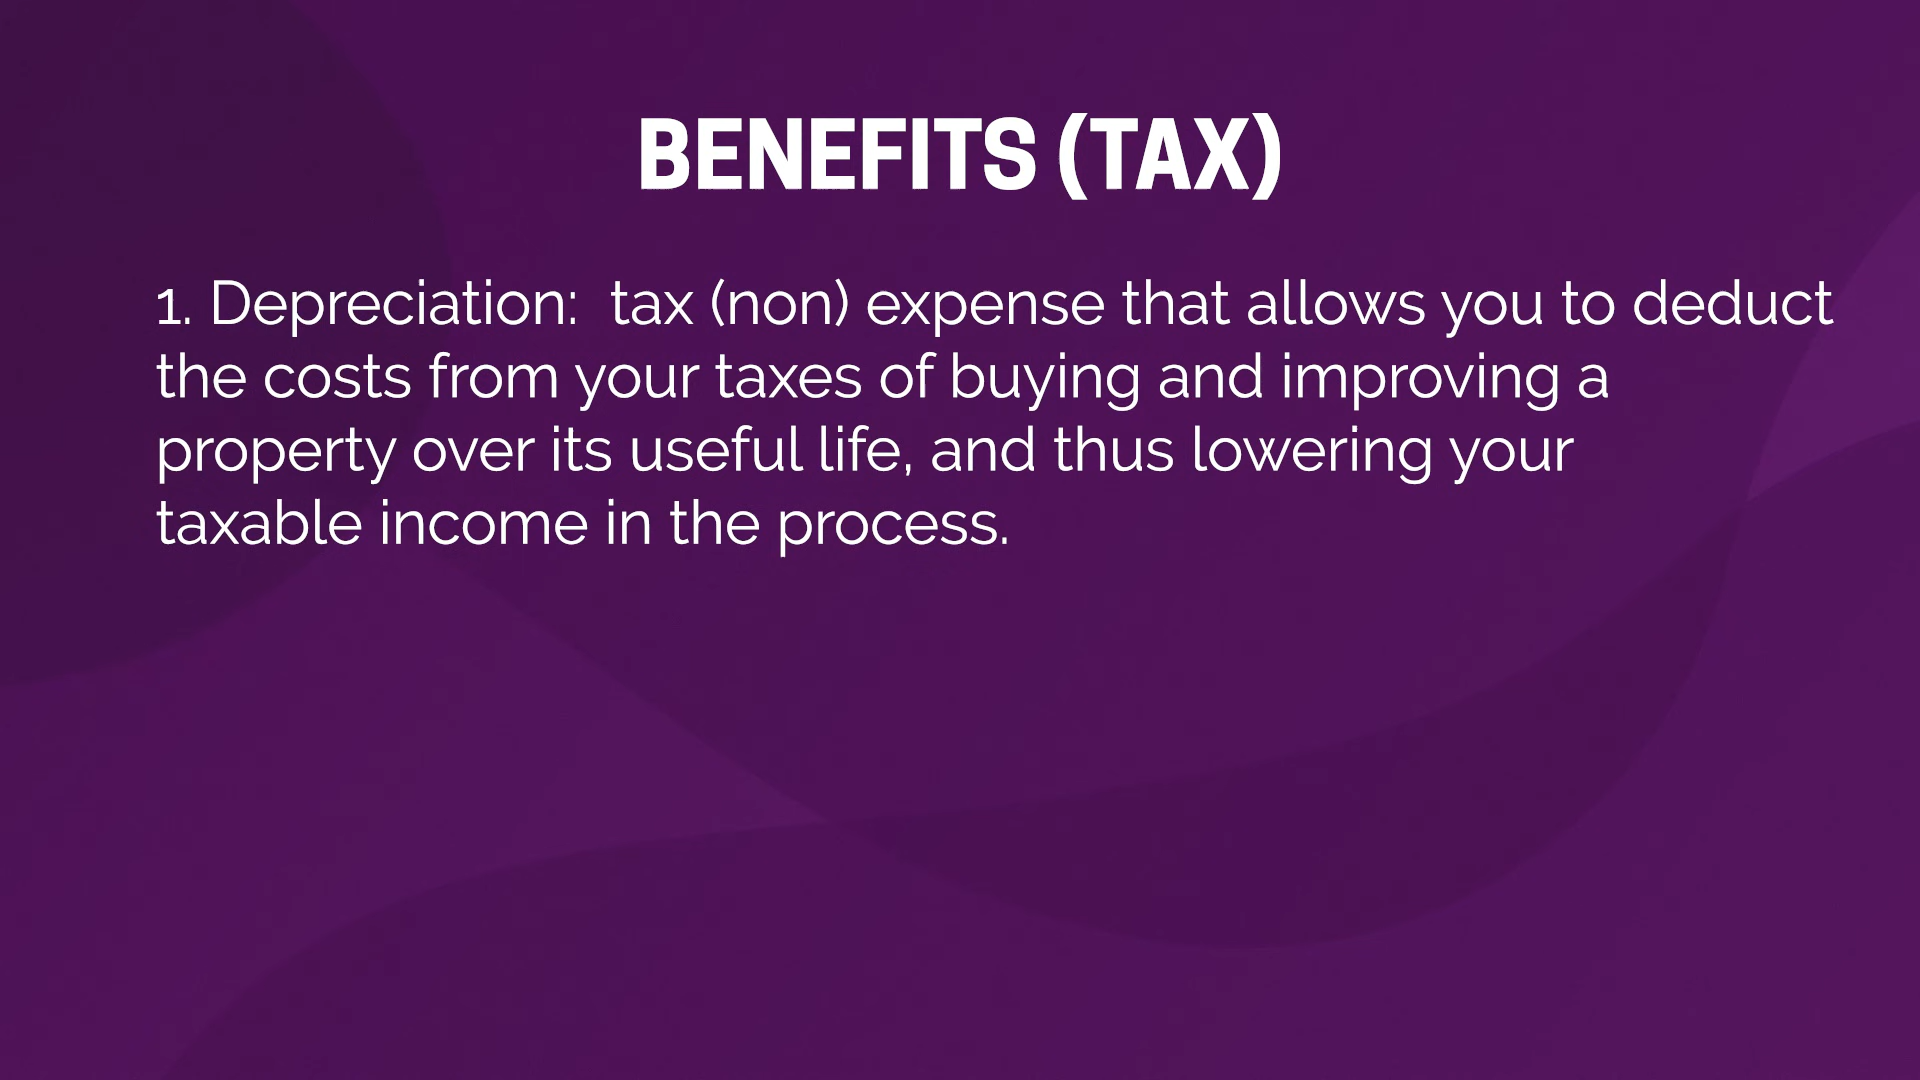 BENEFITS (TAX)
1. Depreciation:  tax (non) expense that allows you to deduct
the costs from your taxes of buying and improving a
property over its useful life, and thus lowering your
taxable income in the process.